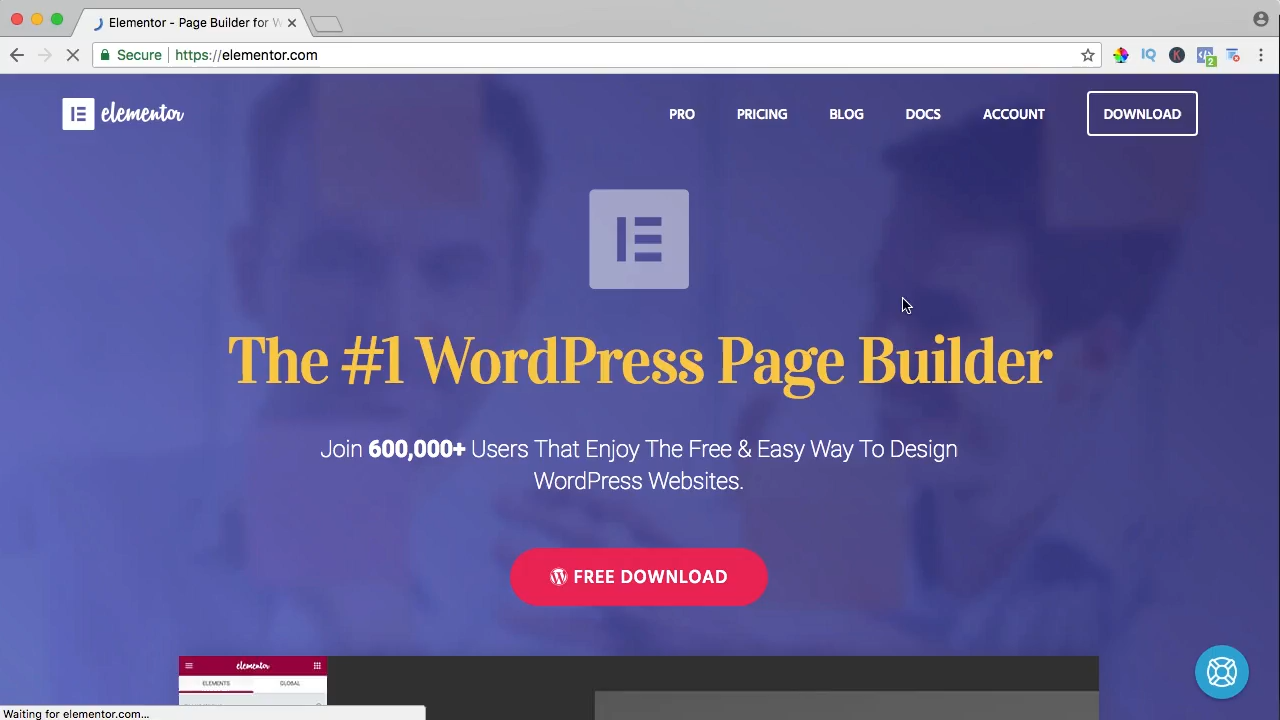 Elementor - Page Builder for W
Secure
https://elementor.com
IQ
K
2
elementor
PRO
PRICING
BLOG
DOCS
ACCOUNT
DOWNLOAD
The #1 WordPress Page Builder
Join 600,000+ Users That Enjoy The Free & Easy Way To Design
WordPress Websites.
FREE DOWNLOAD
elementor
ELEMENTS
GLOBAL
Waiting for elementor.com...